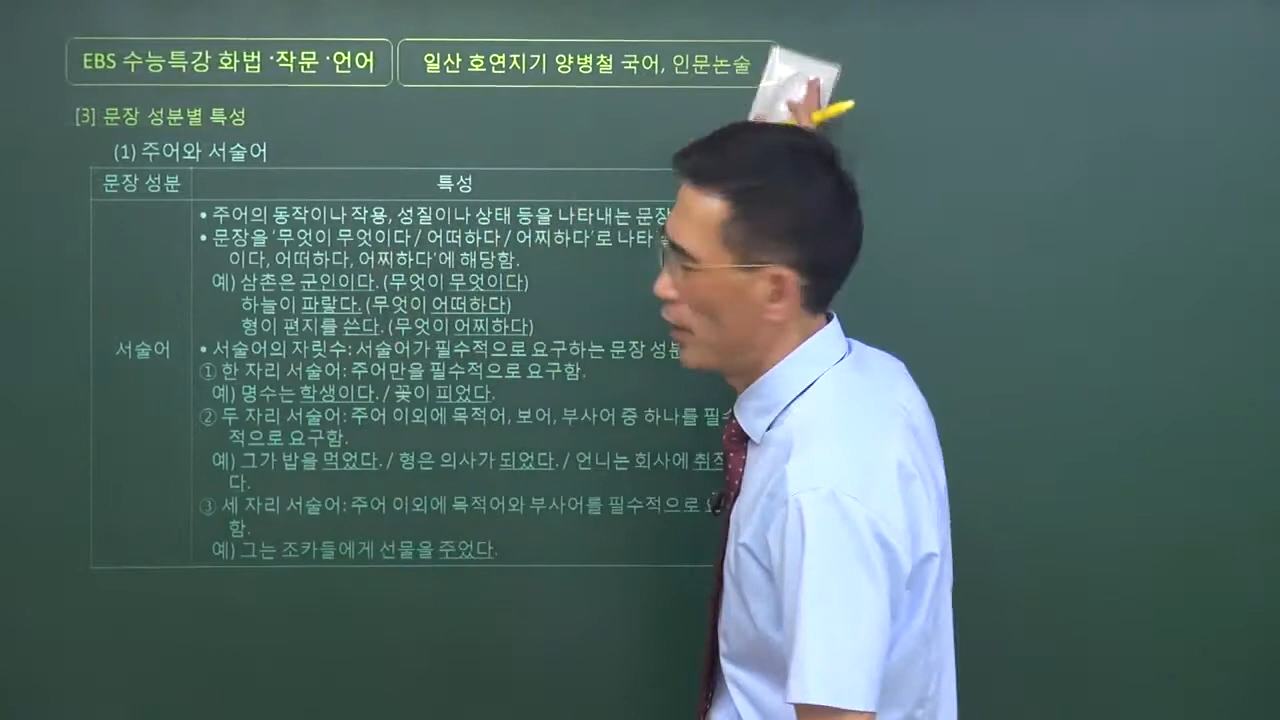 EBS 수능특강 화법 ·작문 ·언어
일산 호연지기 양병철 국어, 인문논술
[3] 문장 성분별 특성
(1) 주어와 서술어
문장 성분
특성
서술어
• 주어의 동작이나 작용, 성질이나 상태 등을 나타내는 문장
• 문장을 '무엇이 무엇이다 / 어떠하다 / 어찌하다'로 나타
이다, 어떠하다, 어찌하다'에 해당함.
예) 삼촌은 군인이다. (무엇이 무엇이다)
하늘이 파랗다. (무엇이 어떠하다)
형이 편지를 쓴다. (무엇이 어찌하다)
• 서술어의 자릿수: 서술어가 필수적으로 요구하는 문장 성분
① 한 자리 서술어: 주어만을 필수적으로 요구함.
예) 명수는 학생이다. / 꽃이 피었다.
② 두 자리 서술어: 주어 이외에 목적어, 보어, 부사어 중 하나를 필수
적으로 요구함.
예) 그가 밥을 먹었다. / 형은 의사가 되었다. / 언니는 회사에 취직
다.
③ 세 자리 서술어: 주어 이외에 목적어와 부사어를 필수적으로
함.
예) 그는 조카들에게 선물을 주었다.